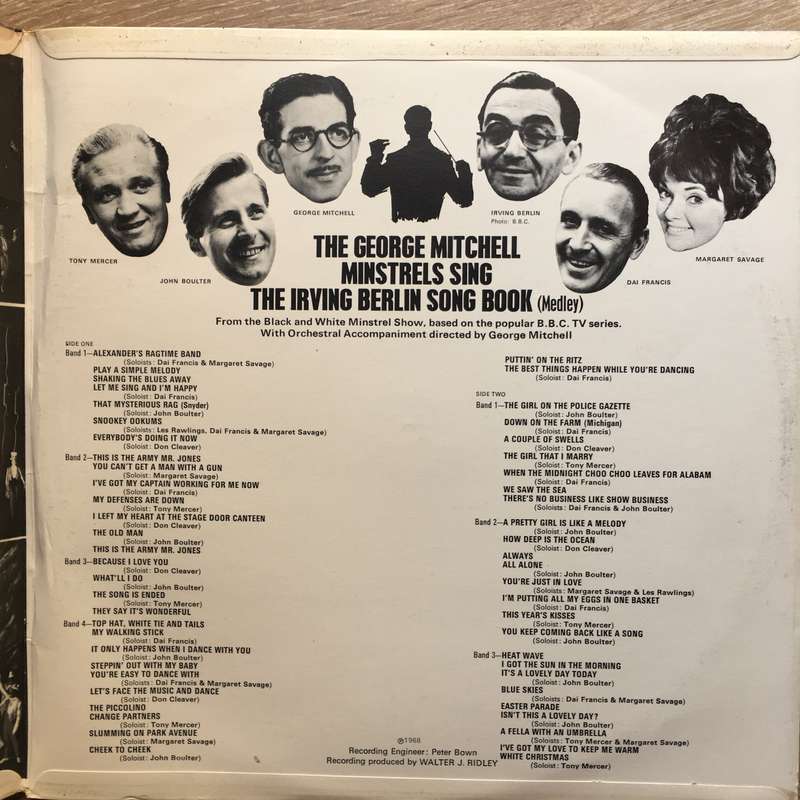 GEORGE MITCHELL
IRVING BERLIN
Photo: B.B.C.
TONY MERCER
JOHN BOULTER
DAI FRANCIS
MARGARET SAVAGE
THE GEORGE MITCHELL
MINSTRELS SING
THE IRVING BERLIN SONG BOOK (Medley)
From the Black and White Minstrel Show, based on the popular B.B.C. TV series.
With Orchestral Accompaniment directed by George Mitchell
SIDE ONE
Band 1—ALEXANDER'S RAGTIME BAND
(Soloists: Dai Francis & Margaret Savage)
PLAY A SIMPLE MELODY
SHAKING THE BLUES AWAY
LET ME SING AND I'M HAPPY
(Soloist: Dai Francis)
THAT MYSTERIOUS RAG (Snyder)
(Soloist: John Boulter)
SNOOKEY OOKUMS
(Soloists: Les Rawlings, Dai Francis & Margaret Savage)
EVERYBODY'S DOING IT NOW
(Soloist: Don Cleaver)
Band 2—THIS IS THE ARMY MR. JONES
YOU CAN'T GET A MAN WITH A GUN
(Soloist: Margaret Savage)
I'VE GOT MY CAPTAIN WORKING FOR ME NOW
(Soloist: Dai Francis)
MY DEFENSES ARE DOWN
(Soloist: Tony Mercer)
I LEFT MY HEART AT THE STAGE DOOR CANTEEN
(Soloist: Don Cleaver)
THE OLD MAN
(Soloist: John Boulter)
THIS IS THE ARMY MR. JONES
Band 3—BECAUSE I LOVE YOU
(Soloist: Don Cleaver)
WHAT'LL I DO
(Soloist: John Boulter)
THE SONG IS ENDED
(Soloist: Tony Mercer)
THEY SAY IT'S WONDERFUL
Band 4—TOP HAT, WHITE TIE AND TAILS
MY WALKING STICK
(Soloist: Dai Francis)
IT ONLY HAPPENS WHEN I DANCE WITH YOU
(Soloist: John Boulter)
STEPPIN' OUT WITH MY BABY
YOU'RE EASY TO DANCE WITH
(Soloists: Dai Francis & Margaret Savage)
LET'S FACE THE MUSIC AND DANCE
(Soloist: Don Cleaver)
THE PICCOLINO
CHANGE PARTNERS
(Soloist: Tony Mercer)
SLUMMING ON PARK AVENUE
(Soloist: Margaret Savage)
CHEEK TO CHEEK
(Soloist: John Boulter)
PUTTIN' ON THE RITZ
THE BEST THINGS HAPPEN WHILE YOU'RE DANCING
(Soloist: Dai Francis)
SIDE TWO
Band 1—THE GIRL ON THE POLICE GAZETTE
(Soloist: John Boulter)
DOWN ON THE FARM (Michigan)
(Soloist: Dai Francis)
A COUPLE OF SWELLS
(Soloist: Don Cleaver)
THE GIRL THAT I MARRY
(Soloist: Tony Mercer)
WHEN THE MIDNIGHT CHOO CHOO LEAVES FOR ALABAM
(Soloist: Dai Francis)
WE SAW THE SEA
THERE'S NO BUSINESS LIKE SHOW BUSINESS
(Soloists: Dai Francis & John Boulter)
Band 2—A PRETTY GIRL IS LIKE A MELODY
(Soloist: John Boulter)
HOW DEEP IS THE OCEAN
(Soloist: Don Cleaver)
ALWAYS
ALL ALONE
(Soloist: John Boulter)
YOU'RE JUST IN LOVE
(Soloists: Margaret Savage & Les Rawlings)
I'M PUTTING ALL MY EGGS IN ONE BASKET
(Soloist: Dai Francis)
THIS YEAR'S KISSES
(Soloist: Tony Mercer)
YOU KEEP COMING BACK LIKE A SONG
(Soloist: John Boulter)
Band 3—HEAT WAVE
I GOT THE SUN IN THE MORNING
IT'S A LOVELY DAY TODAY
(Soloist: John Boulter)
BLUE SKIES
(Soloists: Dai Francis & Margaret Savage)
EASTER PARADE
ISN'T THIS A LOVELY DAY?
(Soloist: John Boulter)
A FELLA WITH AN UMBRELLA
(Soloists: Tony Mercer & Margaret Savage)
I'VE GOT MY LOVE TO KEEP ME WARM
WHITE CHRISTMAS
(Soloist: Tony Mercer)
℗1968
Recording Engineer: Peter Bown
Recording produced by WALTER J. RIDLEY